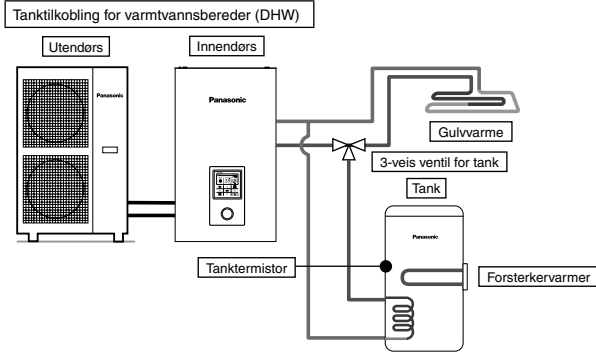 Tanktilkobling for varmtvannsbereder (DHW)
Utendørs
Innendørs
Panasonic
Panasonic
Gulvvarme
3-veis ventil for tank
Tank
Panasonic
Tanktermistor
Forsterkervarmer